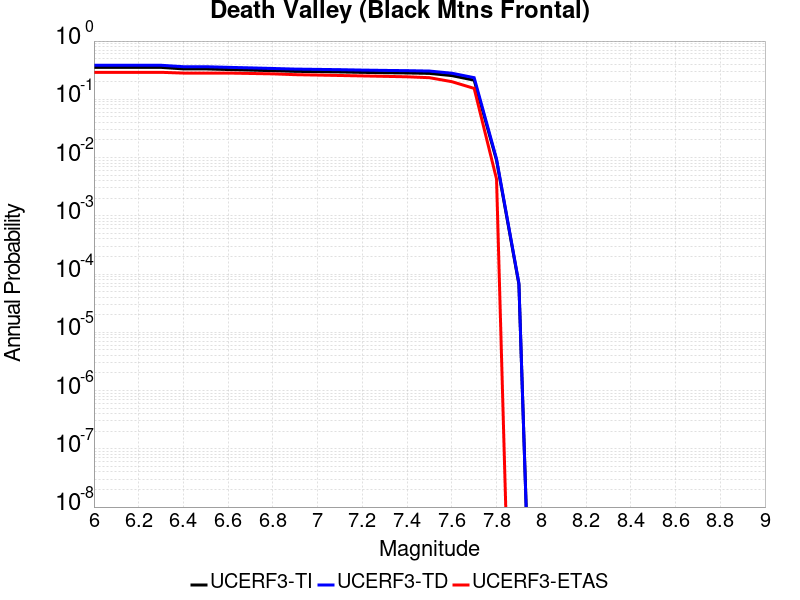 Death Valley (Black Mtns Frontal)
10^0
10^-1
10^-2
10^-3
10^-4
10^-5
10^-6
10^-7
10^-8
Annual Probability
6 6.2 6.4 6.6 6.8 7 7.2 7.4 7.6 7.8 8 8.2 8.4 8.6 8.8 9
Magnitude
UCERF3-TI UCERF3-TD UCERF3-ETAS